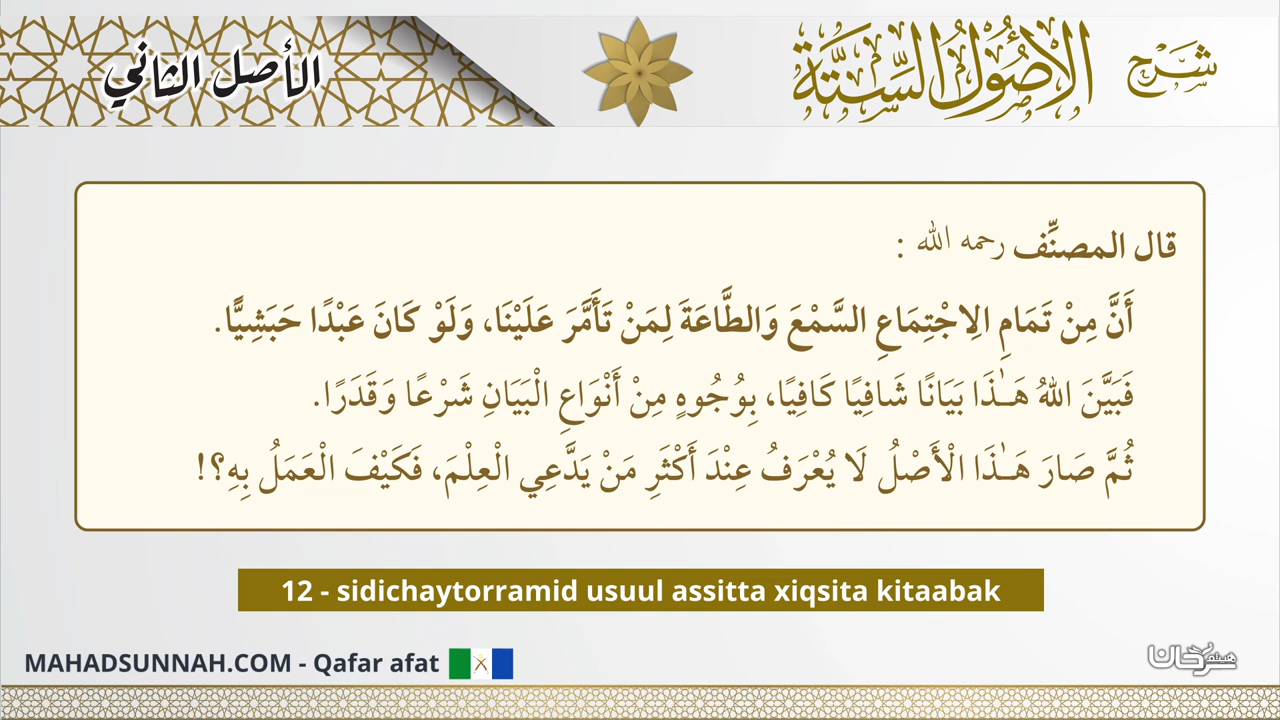 شرح
الأصول الستة
الأصل الثاني
قال المصنِّف رحمه الله :
أَنَّ مِنْ تَمَامِ الِاجْتِمَاعِ السَّمْعَ وَالطَّاعَةَ لِمَنْ تَأَمَّرَ عَلَيْنَا، وَلَوْ كَانَ عَبْدًا حَبَشِيًّا.
فَبَيَّنَ اللهُ هَٰذَا بَيَانًا شَافِيًا كَافِيًا، بِوُجُوهٍ مِنْ أَنْوَاعِ الْبَيَانِ شَرْعًا وَقَدَرًا.
ثُمَّ صَارَ هَٰذَا الْأَصْلُ لَا يُعْرَفُ عِنْدَ أَكْثَرِ مَنْ يَدَّعِي الْعِلْمَ، فَكَيْفَ الْعَمَلُ بِهِ؟!
12 - sidichaytorramid usuul assitta xiqsita kitaabak
MAHADSUNNAH.COM - Qafar afat
هيثم سرحان